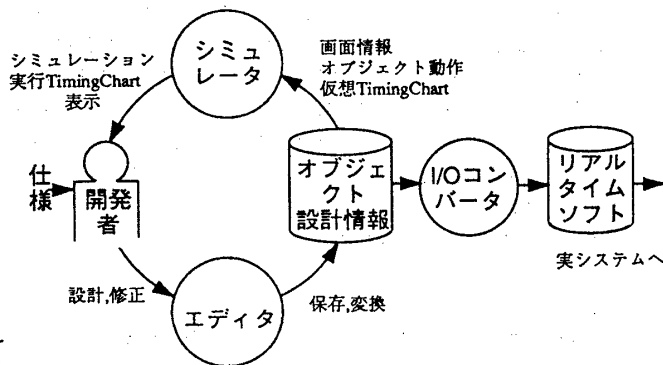 シミュレーション
実行TimingChart
表示
シミュ
レータ
画面情報
オブジェクト動作
仮想TimingChart
仕
様
開発
者
オブジェ
クト
設計情報
I/Oコン
バータ
リアル
タイム
ソフト
実システムへ
設計,修正
エディタ
保存,変換